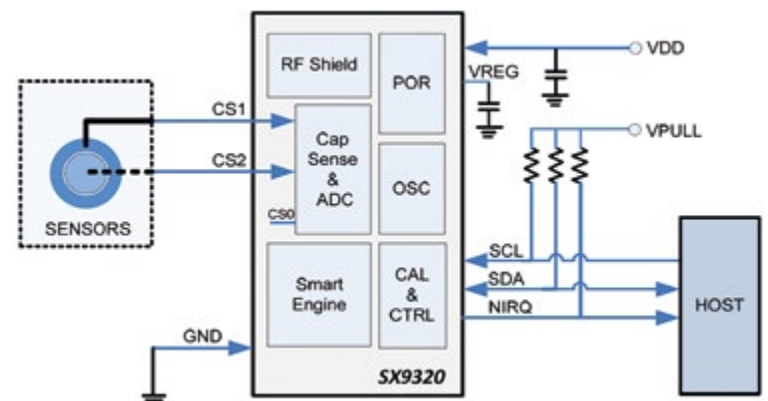 RF Shield
POR
VDD
VREG
CS1
Cap
Sense
&
ADC
VPULL
CS2
OSC
CS0
SENSORS
Smart
Engine
CAL
&
CTRL
SCL
SDA
NIRQ
HOST
GND
SX9320